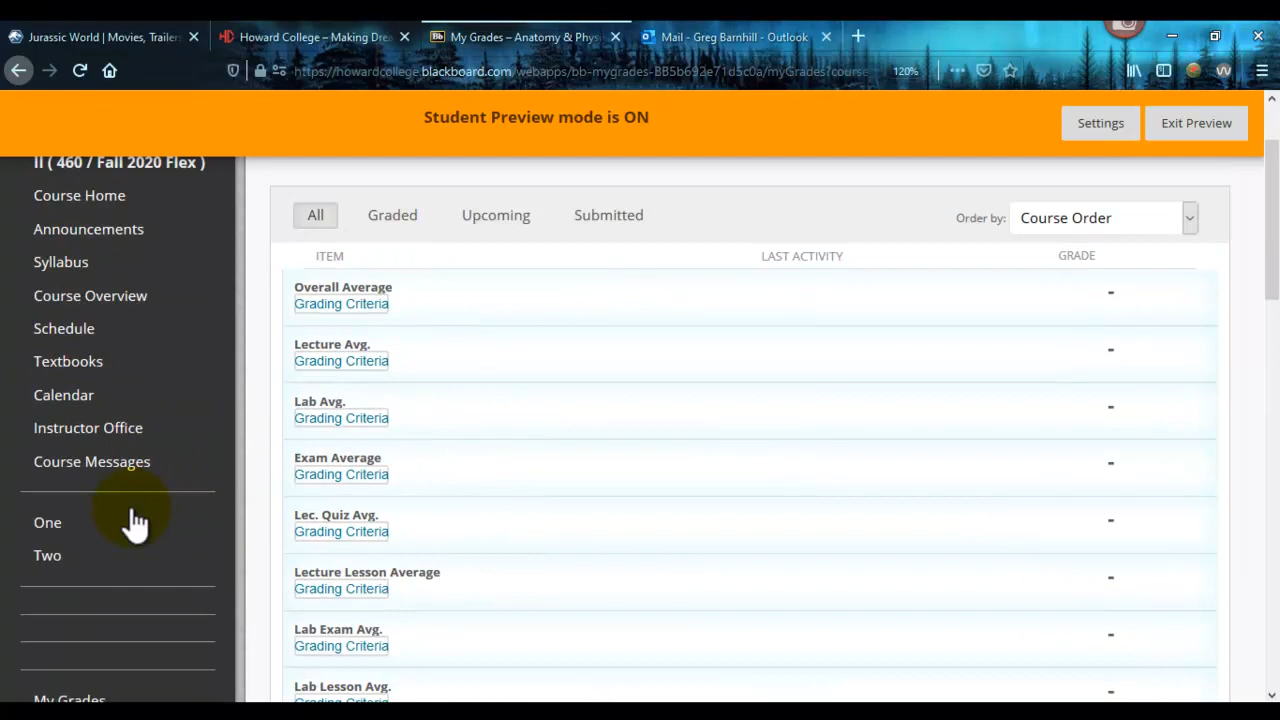 Jurassic World | Movies, Trailers
Howard College – Making Drea
My Grades – Anatomy & Phys
Mail - Greg Barnhill - Outlook
https://howardcollege.blackboard.com/webapps/bb-mygrades-BB5b692e71d5c0a/myGrades?course
120%
Student Preview mode is ON
Settings
Exit Preview
II ( 460 / Fall 2020 Flex )
Course Home
Announcements
Syllabus
Course Overview
Schedule
Textbooks
Calendar
Instructor Office
Course Messages
One
Two
My Grades
All
Graded
Upcoming
Submitted
Order by:
Course Order
ITEM
LAST ACTIVITY
GRADE
Overall Average
Grading Criteria
-
Lecture Avg.
Grading Criteria
-
Lab Avg.
Grading Criteria
-
Exam Average
Grading Criteria
-
Lec. Quiz Avg.
Grading Criteria
-
Lecture Lesson Average
Grading Criteria
-
Lab Exam Avg.
Grading Criteria
-
Lab Lesson Avg.
Grading Criteria
-